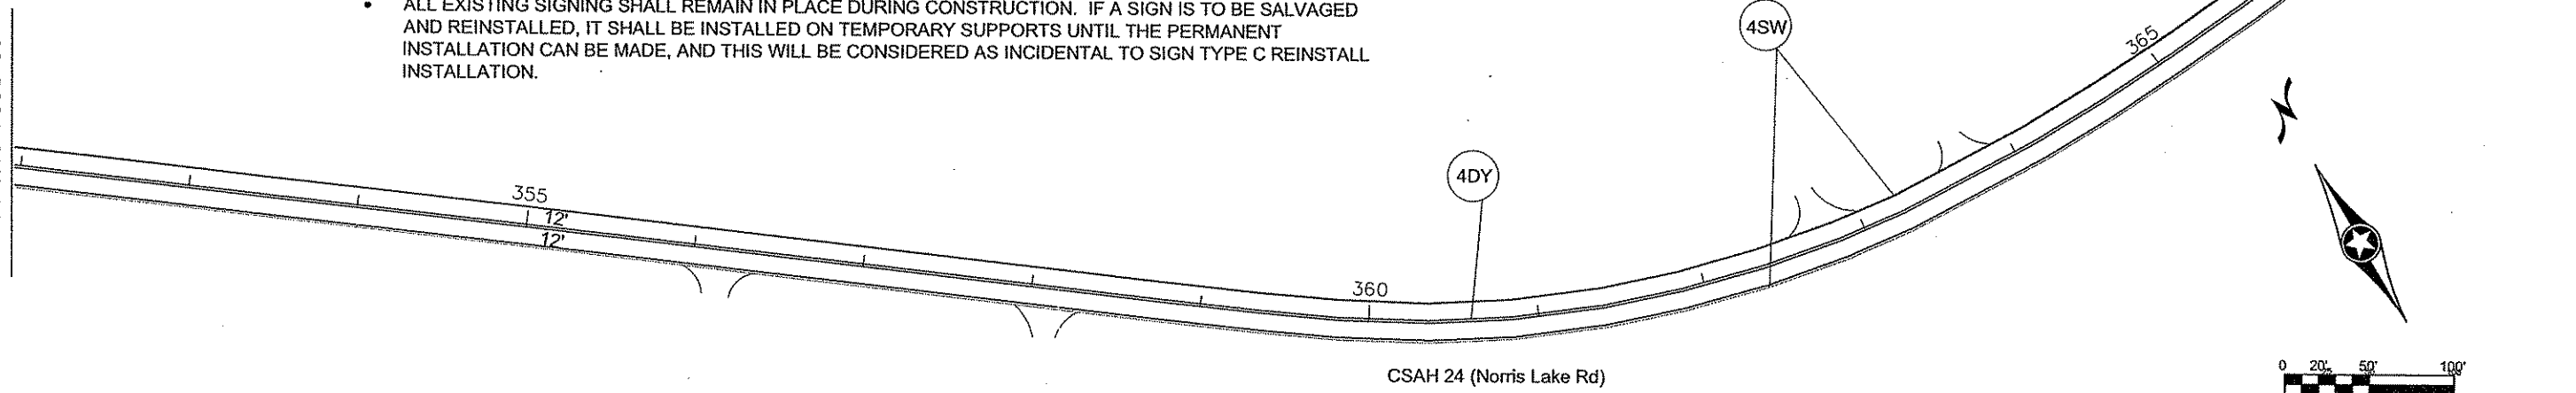 • ALL EXISTING SIGNING SHALL REMAIN IN PLACE DURING CONSTRUCTION. IF A SIGN IS TO BE SALVAGED
AND REINSTALLED, IT SHALL BE INSTALLED ON TEMPORARY SUPPORTS UNTIL THE PERMANENT
INSTALLATION CAN BE MADE, AND THIS WILL BE CONSIDERED AS INCIDENTAL TO SIGN TYPE C REINSTALL
INSTALLATION.
4SW
365
4DY
355
12'
12'
360
CSAH 24 (Norris Lake Rd)
0 20' 50' 100'